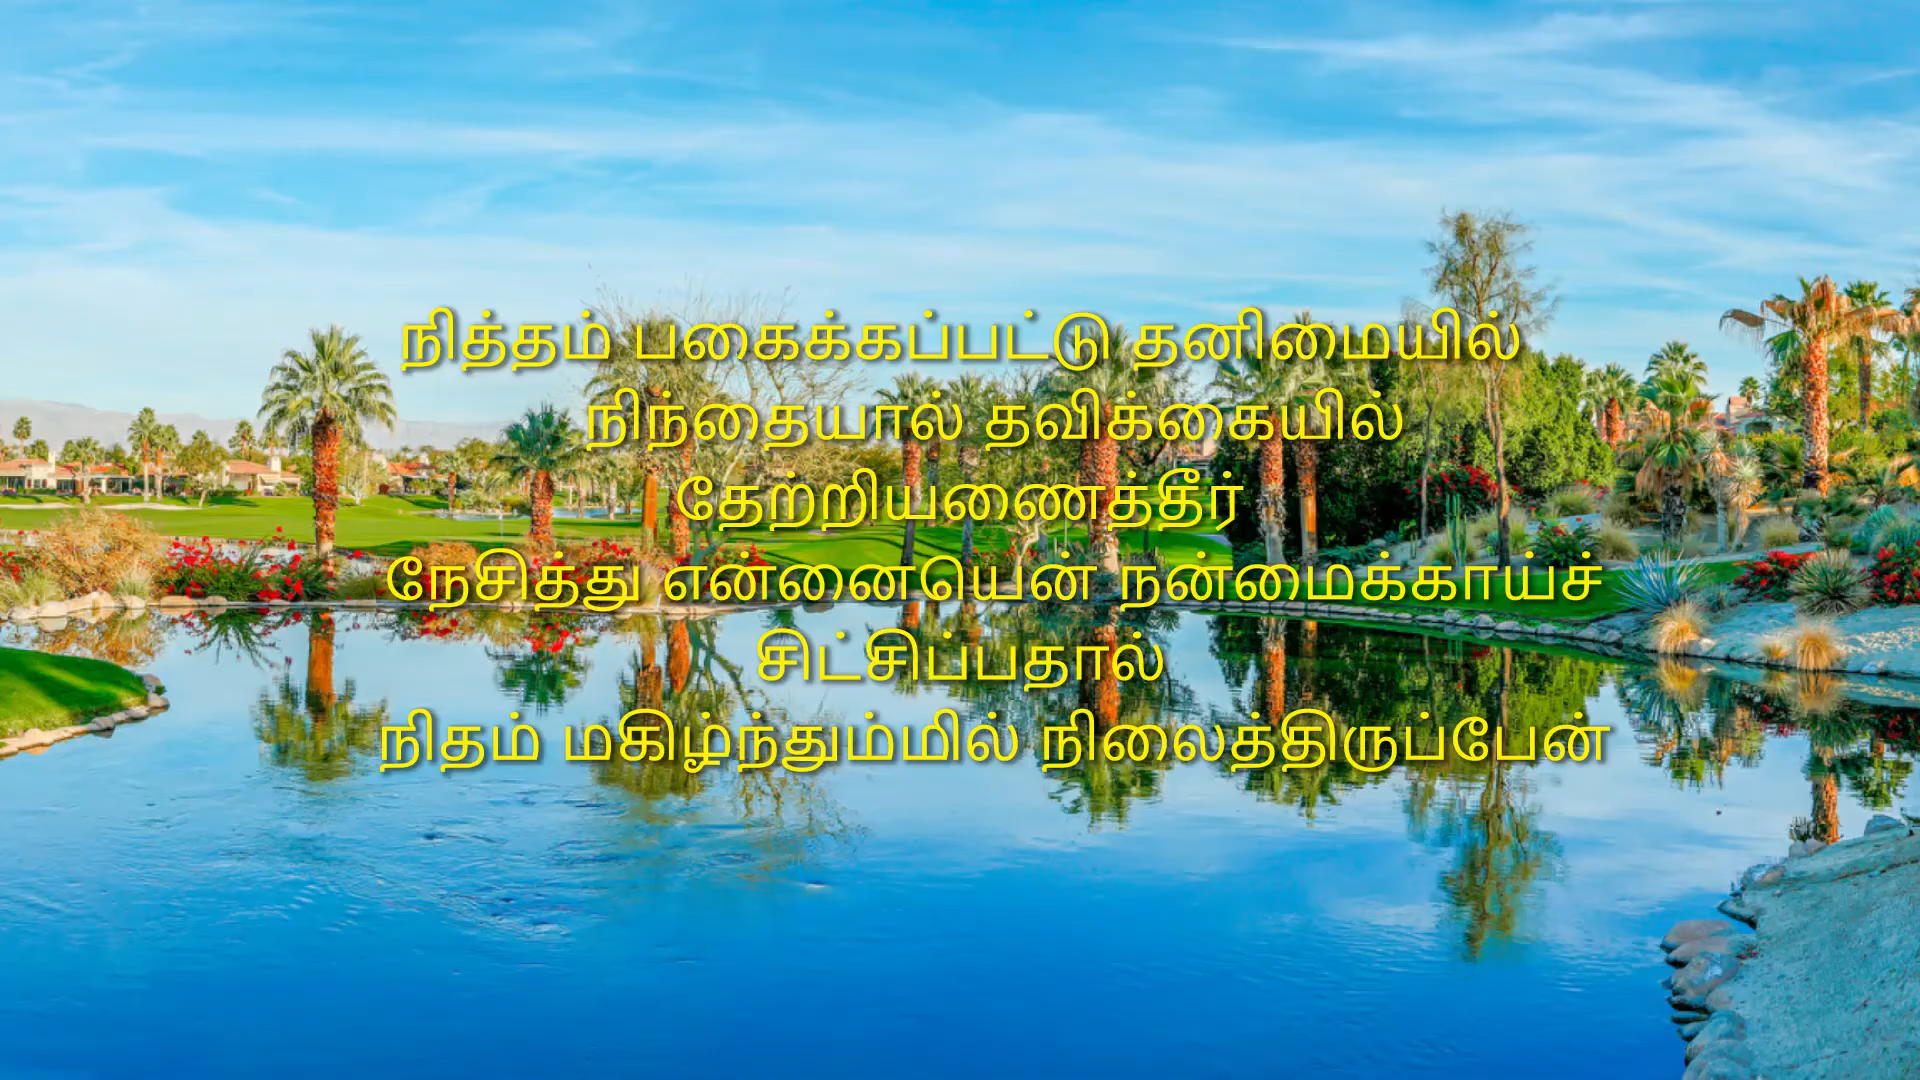 நித்தம் பகைக்கப்பட்டு தனிமையில்
நிந்தையால் தவிக்கையில்
தேற்றியணைத்தீர்
நேசித்து என்னையென் நன்மைக்காய்ச்
சிட்சிப்பதால்
நிதம் மகிழ்ந்தும்மில் நிலைத்திருப்பேன்